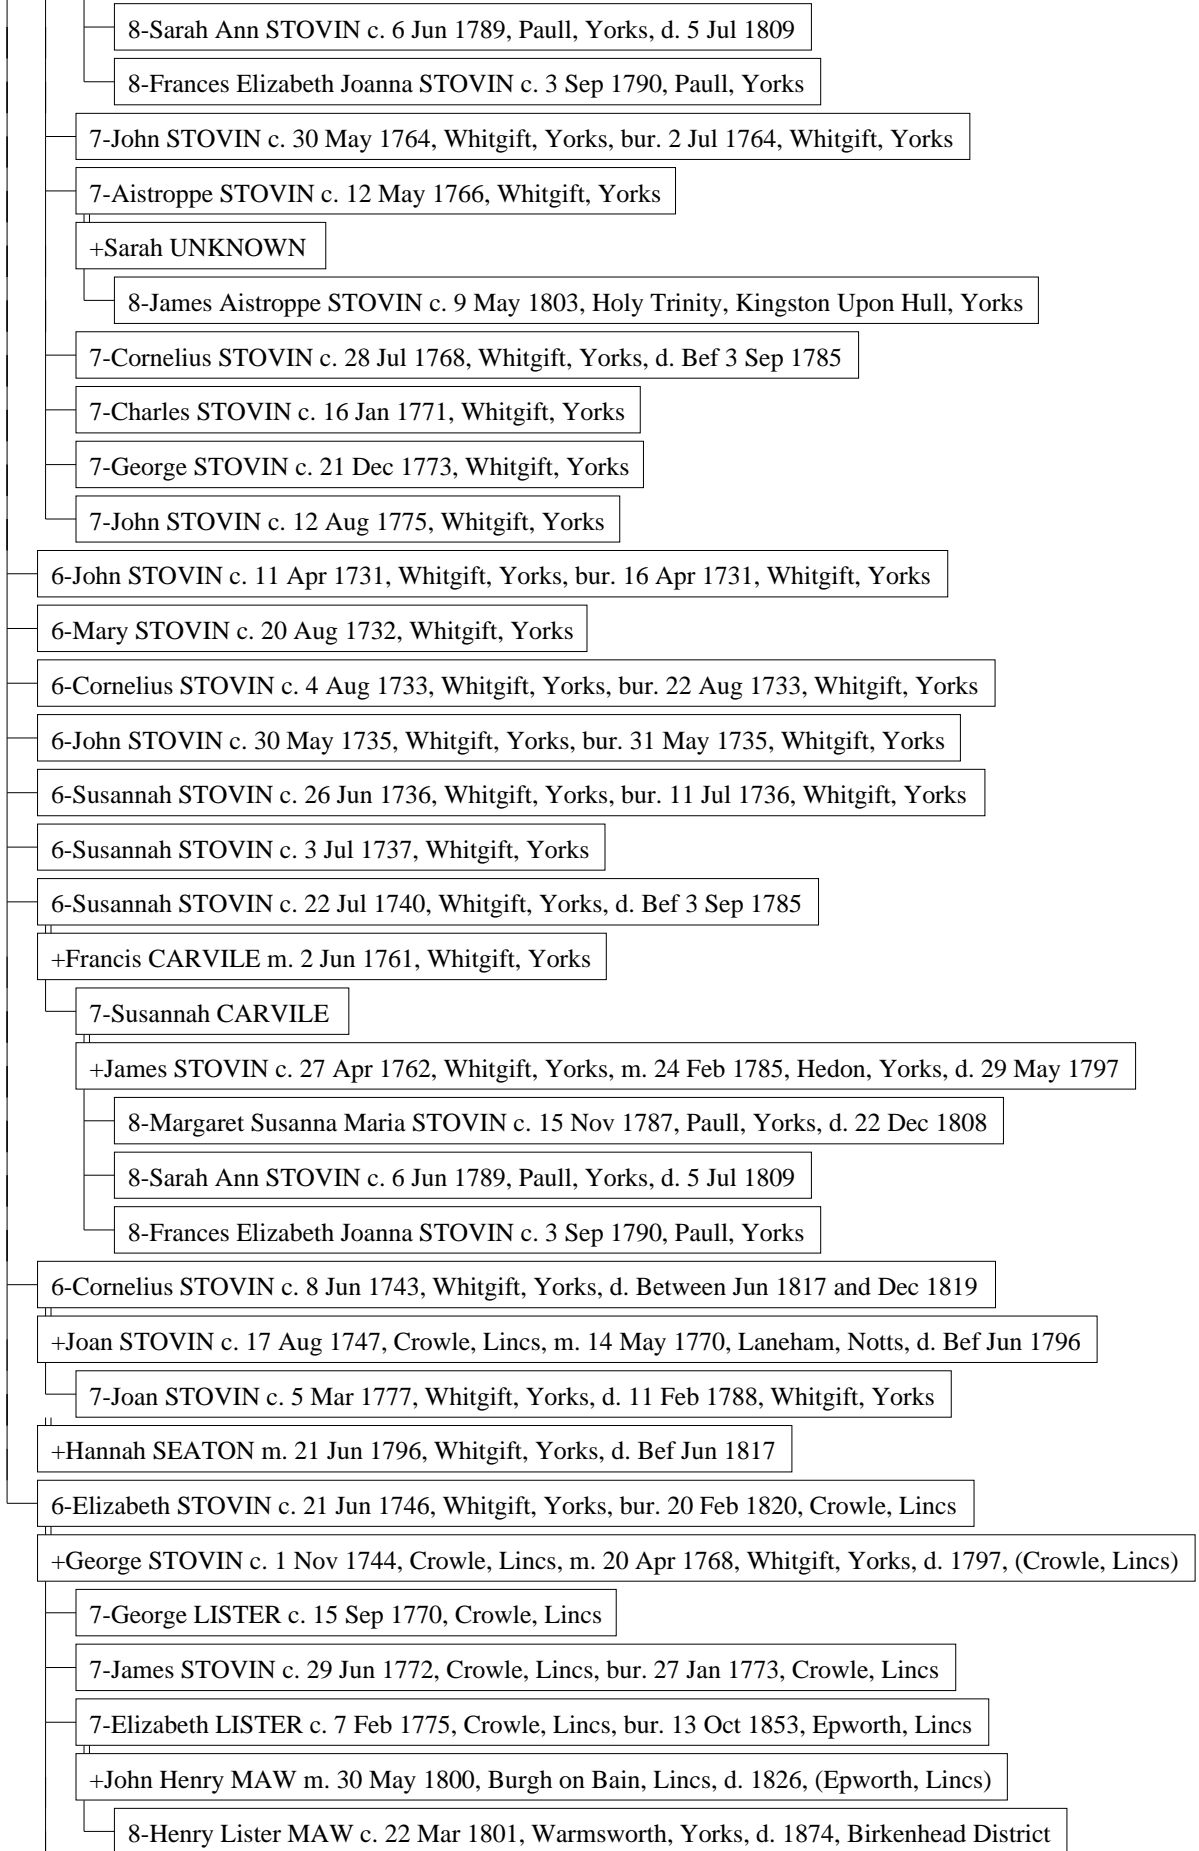 8-Sarah Ann STOVIN c. 6 Jun 1789, Paull, Yorks, d. 5 Jul 1809
8-Frances Elizabeth Joanna STOVIN c. 3 Sep 1790, Paull, Yorks
7-John STOVIN c. 30 May 1764, Whitgift, Yorks, bur. 2 Jul 1764, Whitgift, Yorks
7-Aistroppe STOVIN c. 12 May 1766, Whitgift, Yorks
+Sarah UNKNOWN
8-James Aistroppe STOVIN c. 9 May 1803, Holy Trinity, Kingston Upon Hull, Yorks
7-Cornelius STOVIN c. 28 Jul 1768, Whitgift, Yorks, d. Bef 3 Sep 1785
7-Charles STOVIN c. 16 Jan 1771, Whitgift, Yorks
7-George STOVIN c. 21 Dec 1773, Whitgift, Yorks
7-John STOVIN c. 12 Aug 1775, Whitgift, Yorks
6-John STOVIN c. 11 Apr 1731, Whitgift, Yorks, bur. 16 Apr 1731, Whitgift, Yorks
6-Mary STOVIN c. 20 Aug 1732, Whitgift, Yorks
6-Cornelius STOVIN c. 4 Aug 1733, Whitgift, Yorks, bur. 22 Aug 1733, Whitgift, Yorks
6-John STOVIN c. 30 May 1735, Whitgift, Yorks, bur. 31 May 1735, Whitgift, Yorks
6-Susannah STOVIN c. 26 Jun 1736, Whitgift, Yorks, bur. 11 Jul 1736, Whitgift, Yorks
6-Susannah STOVIN c. 3 Jul 1737, Whitgift, Yorks
6-Susannah STOVIN c. 22 Jul 1740, Whitgift, Yorks, d. Bef 3 Sep 1785
+Francis CARVILE m. 2 Jun 1761, Whitgift, Yorks
7-Susannah CARVILE
+James STOVIN c. 27 Apr 1762, Whitgift, Yorks, m. 24 Feb 1785, Hedon, Yorks, d. 29 May 1797
8-Margaret Susanna Maria STOVIN c. 15 Nov 1787, Paull, Yorks, d. 22 Dec 1808
8-Sarah Ann STOVIN c. 6 Jun 1789, Paull, Yorks, d. 5 Jul 1809
8-Frances Elizabeth Joanna STOVIN c. 3 Sep 1790, Paull, Yorks
6-Cornelius STOVIN c. 8 Jun 1743, Whitgift, Yorks, d. Between Jun 1817 and Dec 1819
+Joan STOVIN c. 17 Aug 1747, Crowle, Lincs, m. 14 May 1770, Laneham, Notts, d. Bef Jun 1796
7-Joan STOVIN c. 5 Mar 1777, Whitgift, Yorks, d. 11 Feb 1788, Whitgift, Yorks
+Hannah SEATON m. 21 Jun 1796, Whitgift, Yorks, d. Bef Jun 1817
6-Elizabeth STOVIN c. 21 Jun 1746, Whitgift, Yorks, bur. 20 Feb 1820, Crowle, Lincs
+George STOVIN c. 1 Nov 1744, Crowle, Lincs, m. 20 Apr 1768, Whitgift, Yorks, d. 1797, (Crowle, Lincs)
7-George LISTER c. 15 Sep 1770, Crowle, Lincs
7-James STOVIN c. 29 Jun 1772, Crowle, Lincs, bur. 27 Jan 1773, Crowle, Lincs
7-Elizabeth LISTER c. 7 Feb 1775, Crowle, Lincs, bur. 13 Oct 1853, Epworth, Lincs
+John Henry MAW m. 30 May 1800, Burgh on Bain, Lincs, d. 1826, (Epworth, Lincs)
8-Henry Lister MAW c. 22 Mar 1801, Warmsworth, Yorks, d. 1874, Birkenhead District